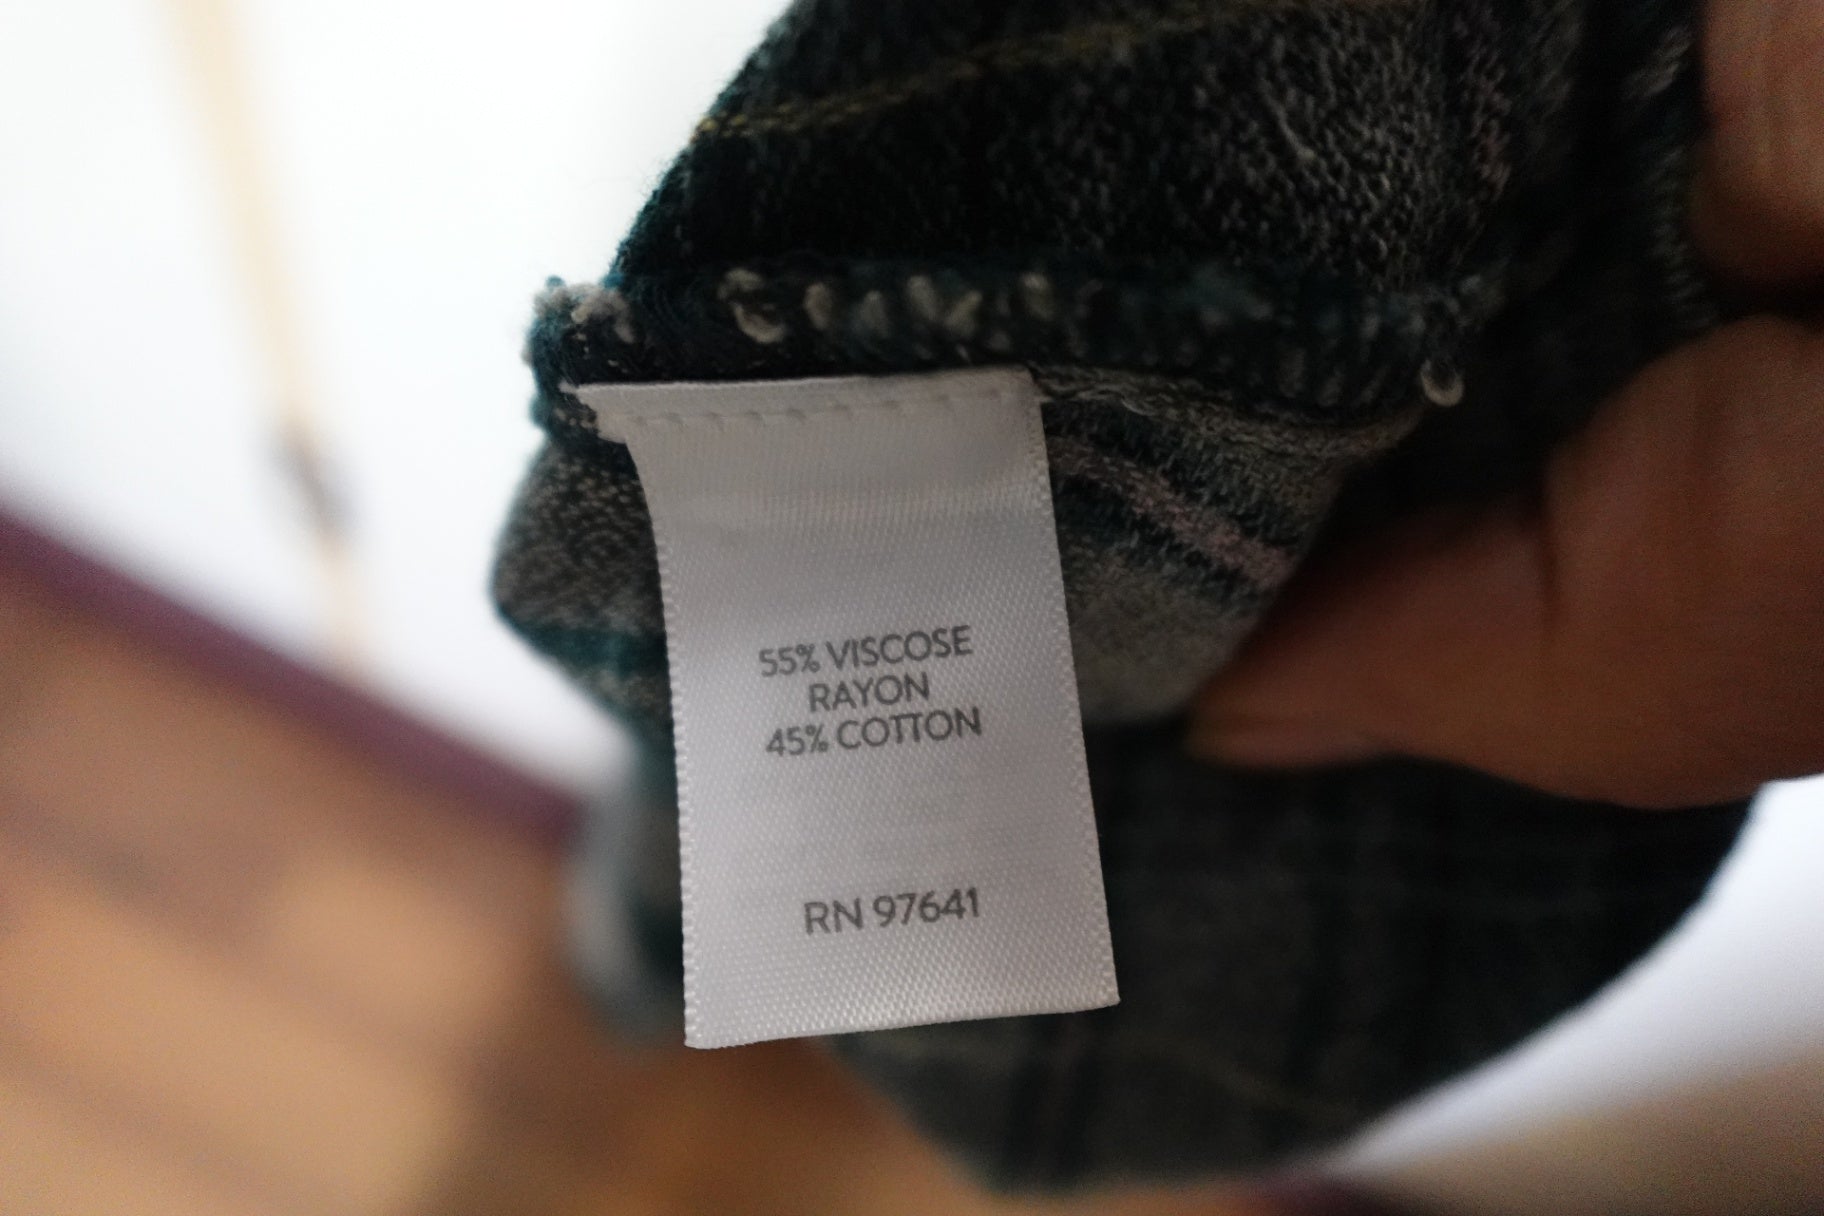 55% VISCOSE
RAYON
45% COTTON
RN 97641